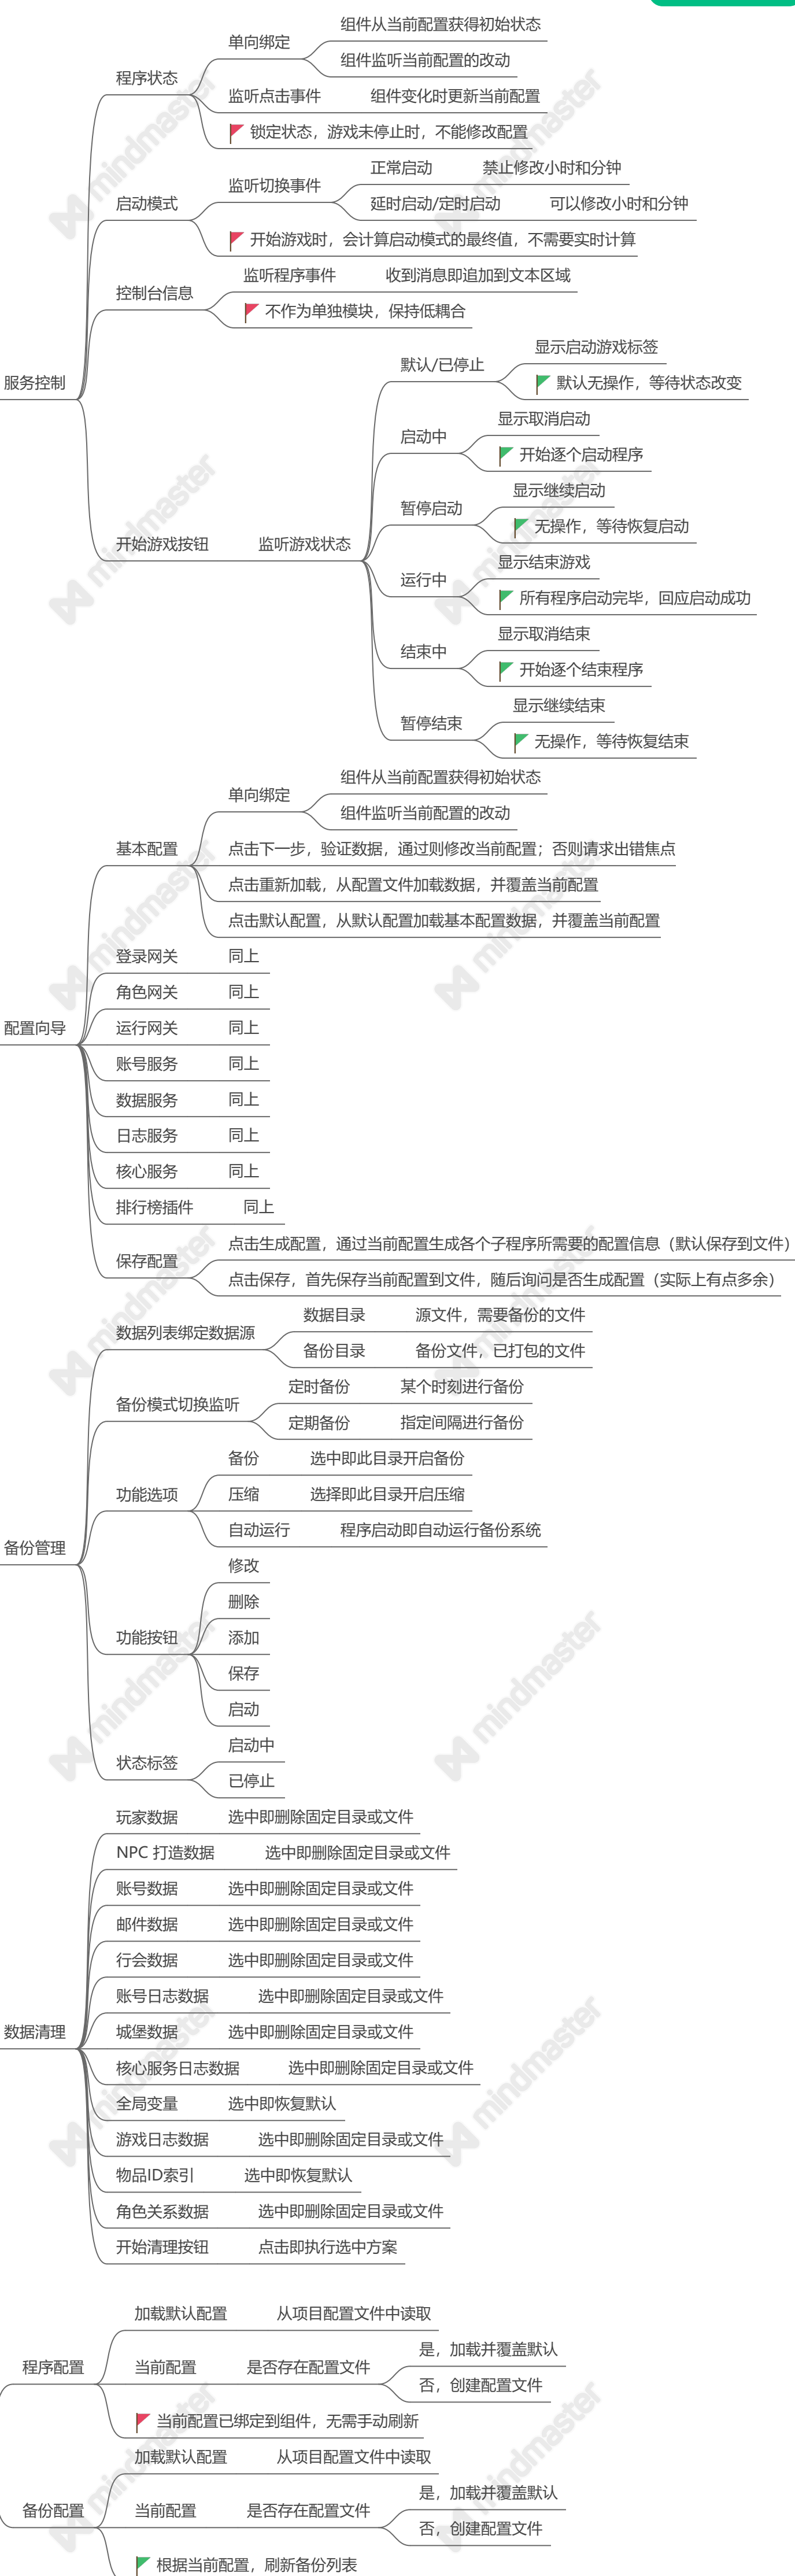 组件从当前配置获得初始状态
单向绑定
组件监听当前配置的改动
程序状态
监听点击事件 组件变化时更新当前配置
锁定状态，游戏未停止时，不能修改配置
正常启动 禁止修改小时和分钟
监听切换事件
启动模式
延时启动/定时启动 可以修改小时和分钟
开始游戏时，会计算启动模式的最终值，不需要实时计算
监听程序事件 收到消息即追加到文本区域
控制台信息
不作为单独模块，保持低耦合
服务控制
显示启动游戏标签
默认/已停止
默认无操作，等待状态改变
显示取消启动
启动中
开始逐个启动程序
显示继续启动
暂停启动
无操作，等待恢复启动
开始游戏按钮 监听游戏状态
显示结束游戏
运行中
所有程序启动完毕，回应启动成功
显示取消结束
结束中
开始逐个结束程序
显示继续结束
暂停结束
无操作，等待恢复结束
组件从当前配置获得初始状态
单向绑定
组件监听当前配置的改动
基本配置
点击下一步，验证数据，通过则修改当前配置；否则请求出错焦点
点击重新加载，从配置文件加载数据，并覆盖当前配置
点击默认配置，从默认配置加载基本配置数据，并覆盖当前配置
登录网关 同上
角色网关 同上
配置向导
运行网关 同上
账号服务 同上
数据服务 同上
日志服务 同上
核心服务 同上
排行榜插件 同上
点击生成配置，通过当前配置生成各个子程序所需要的配置信息（默认保存到文件）
保存配置
点击保存，首先保存当前配置到文件，随后询问是否生成配置（实际上有点多余）
数据目录 源文件，需要备份的文件
数据列表绑定数据源
备份目录 备份文件，已打包的文件
定时备份 某个时刻进行备份
备份模式切换监听
定期备份 指定间隔进行备份
备份 选中即此目录开启备份
功能选项
压缩 选择即此目录开启压缩
自动运行 程序启动即自动运行备份系统
备份管理
修改
删除
功能按钮
添加
保存
启动
启动中
状态标签
已停止
玩家数据 选中即删除固定目录或文件
NPC 打造数据 选中即删除固定目录或文件
账号数据 选中即删除固定目录或文件
邮件数据 选中即删除固定目录或文件
行会数据 选中即删除固定目录或文件
账号日志数据 选中即删除固定目录或文件
数据清理
城堡数据 选中即删除固定目录或文件
核心服务日志数据 选中即删除固定目录或文件
全局变量 选中即恢复默认
游戏日志数据 选中即删除固定目录或文件
物品ID索引 选中即恢复默认
角色关系数据 选中即删除固定目录或文件
开始清理按钮 点击即执行选中方案
加载默认配置 从项目配置文件中读取
是，加载并覆盖默认
程序配置
当前配置 是否存在配置文件
否，创建配置文件
当前配置已绑定到组件，无需手动刷新
加载默认配置 从项目配置文件中读取
是，加载并覆盖默认
备份配置
当前配置 是否存在配置文件
否，创建配置文件
根据当前配置，刷新备份列表
mindmaster
mindmaster
mindmaster
mindmaster
mindmaster
mindmaster
mindmaster
mindmaster
mindmaster
mindmaster
mindmaster
mindmaster
mindmaster
mindmaster